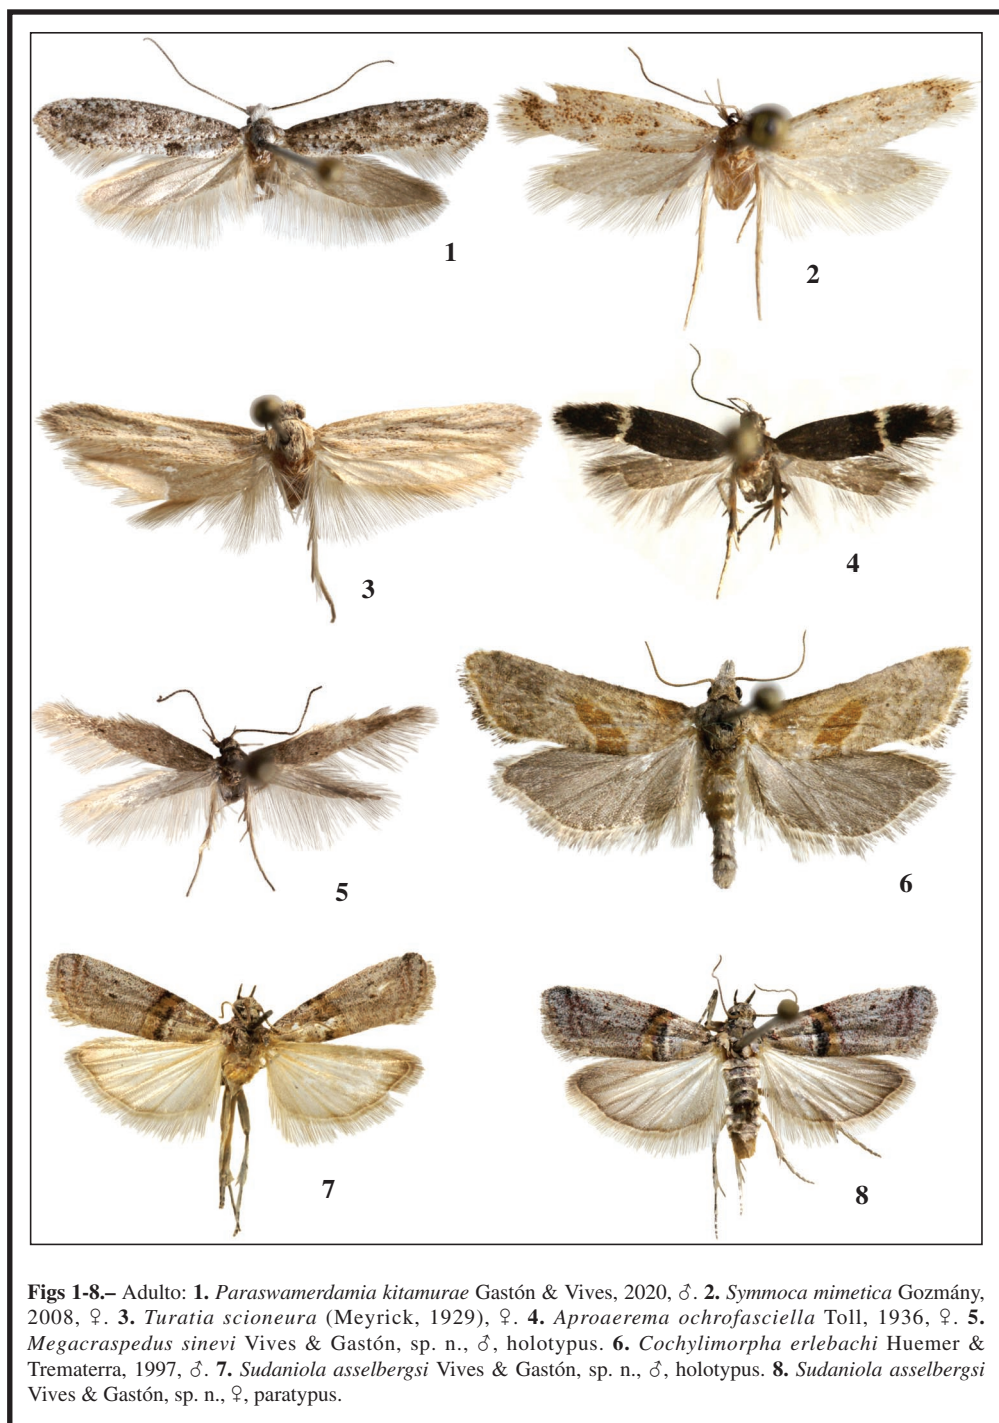 1
2
3
4
5
6
7
8
Figs 1-8.– Adulto: 1. Paraswamerdamia kitamurae Gastón & Vives, 2020, ♂. 2. Symmoca mimetica Gozmány,
2008, ♀. 3. Turatia scioneura (Meyrick, 1929), ♀. 4. Aproaerema ochrofasciella Toll, 1936, ♀. 5.
Megacraspedus sinevi Vives & Gastón, sp. n., ♂, holotypus. 6. Cochylimorpha erlebachi Huemer &
Trematerra, 1997, ♂. 7. Sudaniola asselbergsi Vives & Gastón, sp. n., ♂, holotypus. 8. Sudaniola asselbergsi
Vives & Gastón, sp. n., ♀, paratypus.